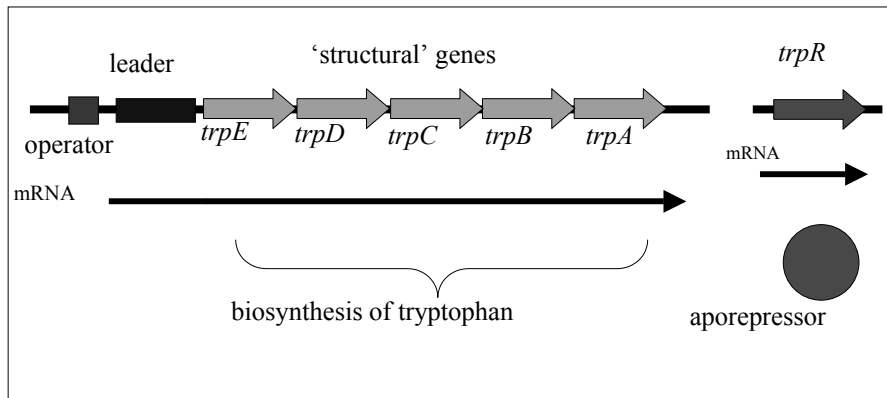 ‘structural’ genes
trpR
leader
operator
trpE
trpD
trpC
trpB
trpA
mRNA
mRNA
biosynthesis of tryptophan
aporepressor